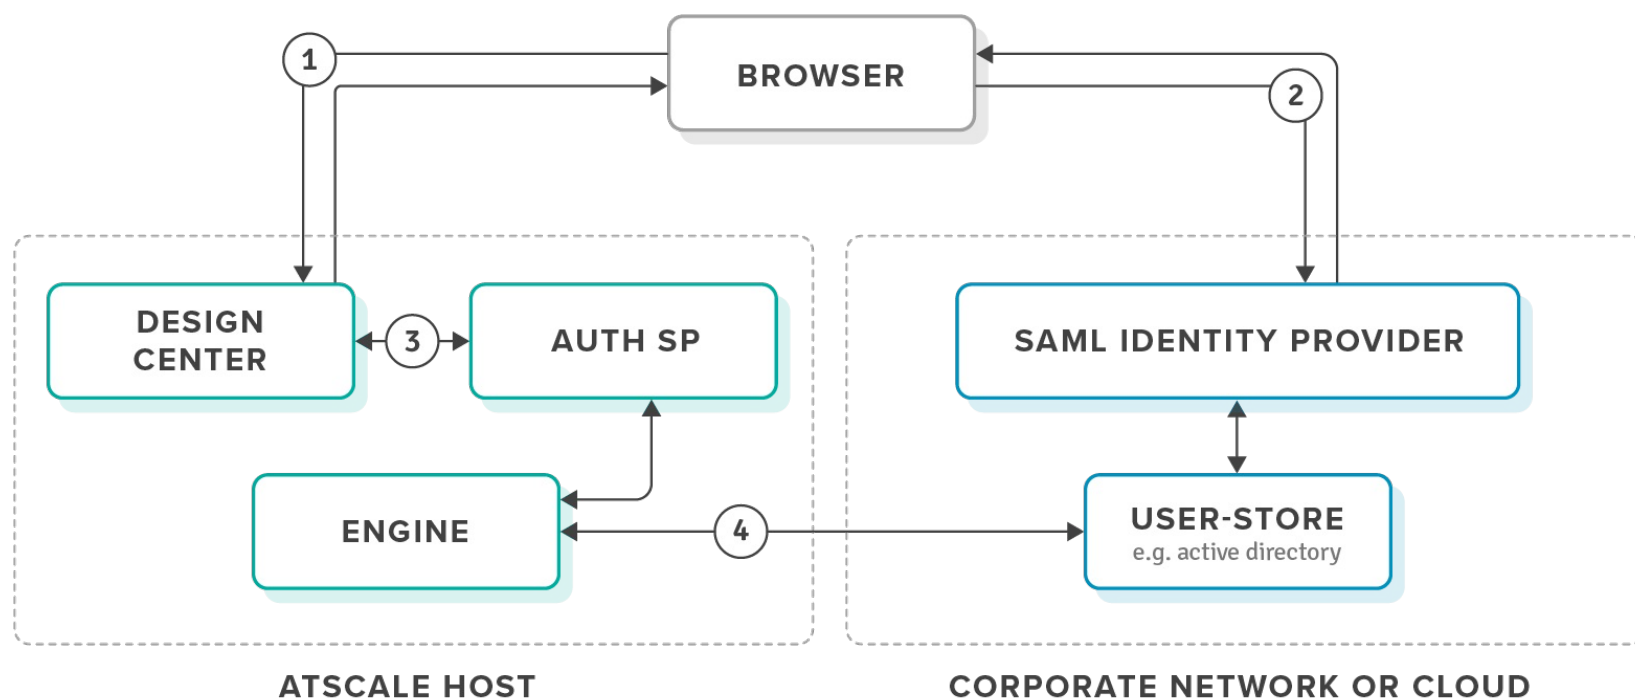 1
BROWSER
2
DESIGN
CENTER
3
AUTH SP
SAML IDENTITY PROVIDER
ENGINE
4
USER-STORE
e.g. active directory
ATSCALE HOST
CORPORATE NETWORK OR CLOUD